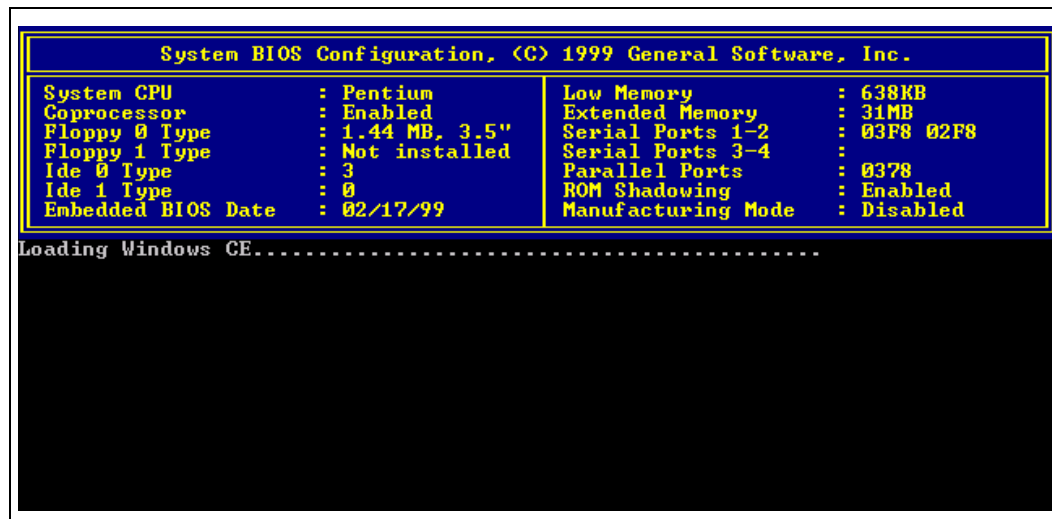 System BIOS Configuration, (C) 1999 General Software, Inc.
System CPU : Pentium
Coprocessor : Enabled
Floppy 0 Type : 1.44 MB, 3.5"
Floppy 1 Type : Not installed
Ide 0 Type : 3
Ide 1 Type : 0
Embedded BIOS Date : 02/17/99
Low Memory : 638KB
Extended Memory : 31MB
Serial Ports 1-2 : 03F8 02F8
Serial Ports 3-4 :
Parallel Ports : 0378
ROM Shadowing : Enabled
Manufacturing Mode : Disabled
Loading Windows CE............................................